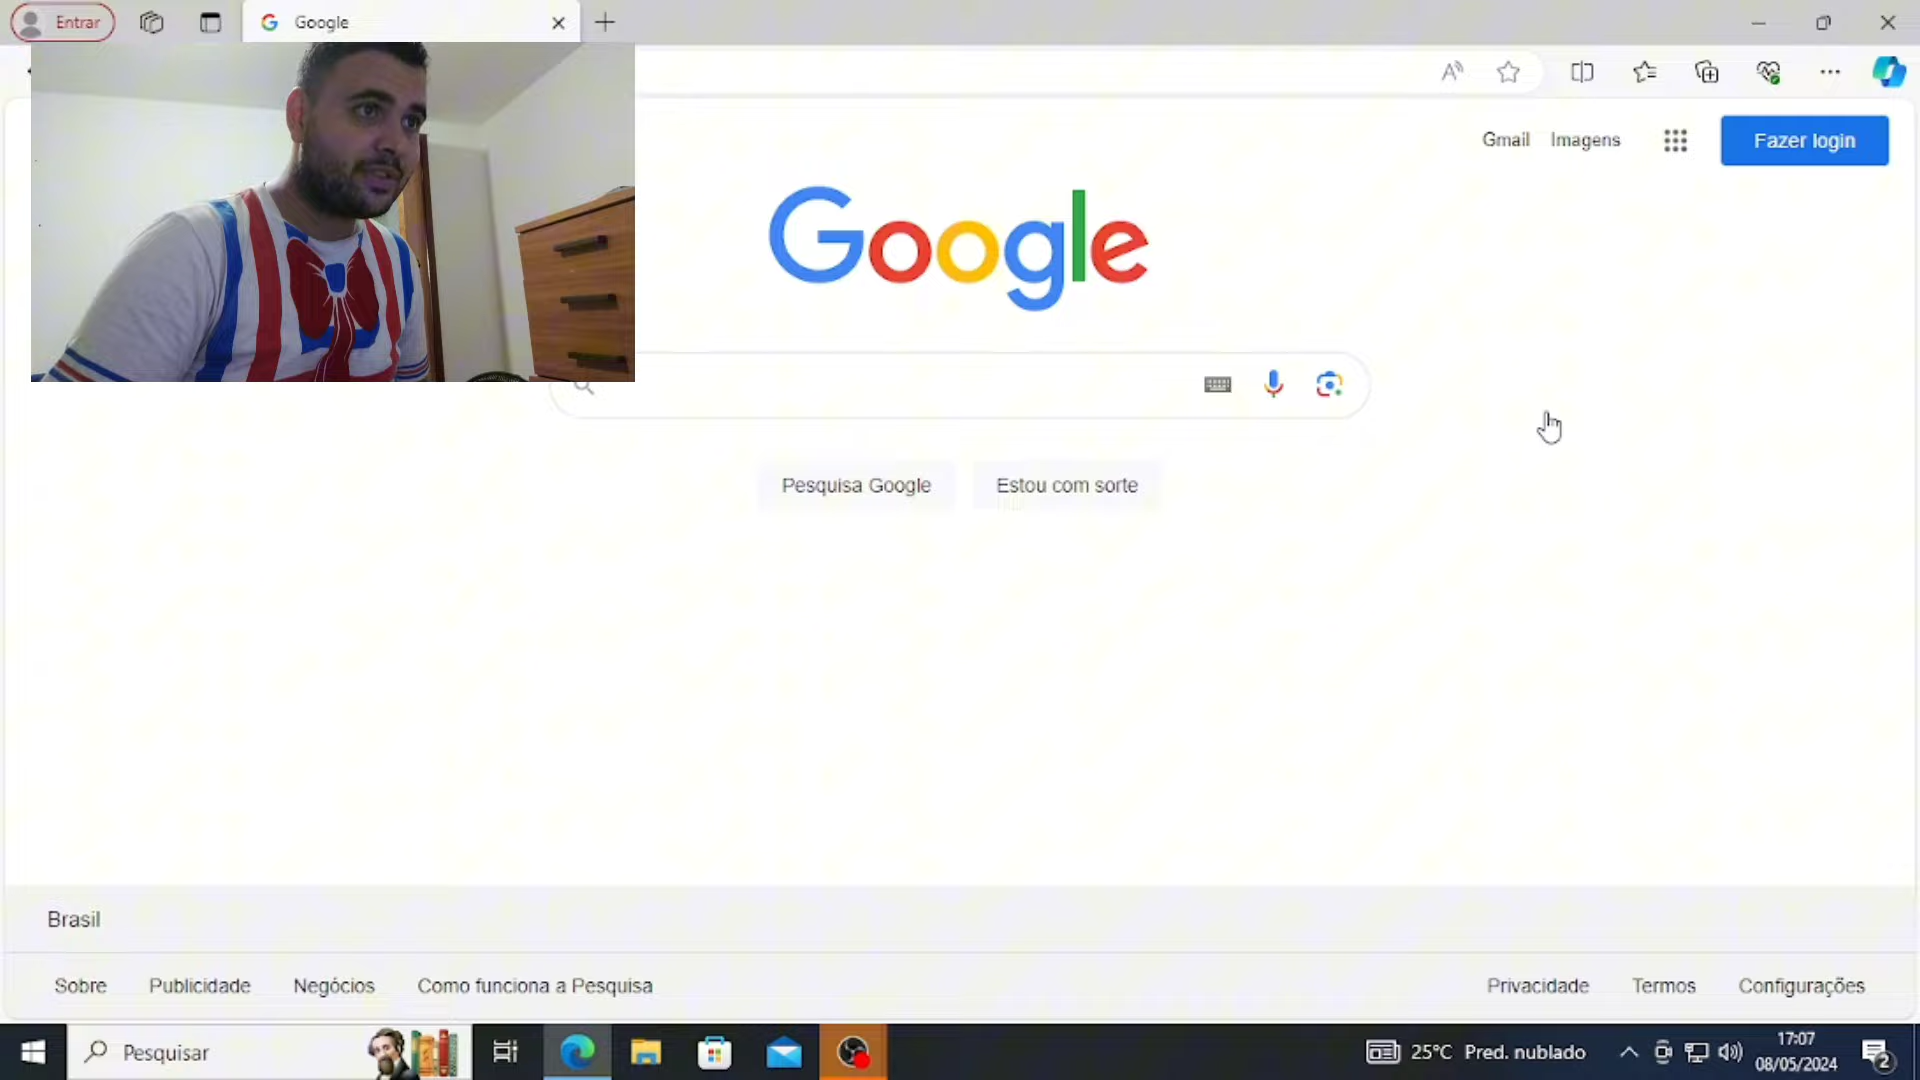 Entrar
Google
Gmail
Imagens
Fazer login
Google
Pesquisa Google
Estou com sorte
Brasil
Sobre
Publicidade
Negócios
Como funciona a Pesquisa
Privacidade
Termos
Configurações
Pesquisar
25°C Pred. nublado
17:07
08/05/2024
2